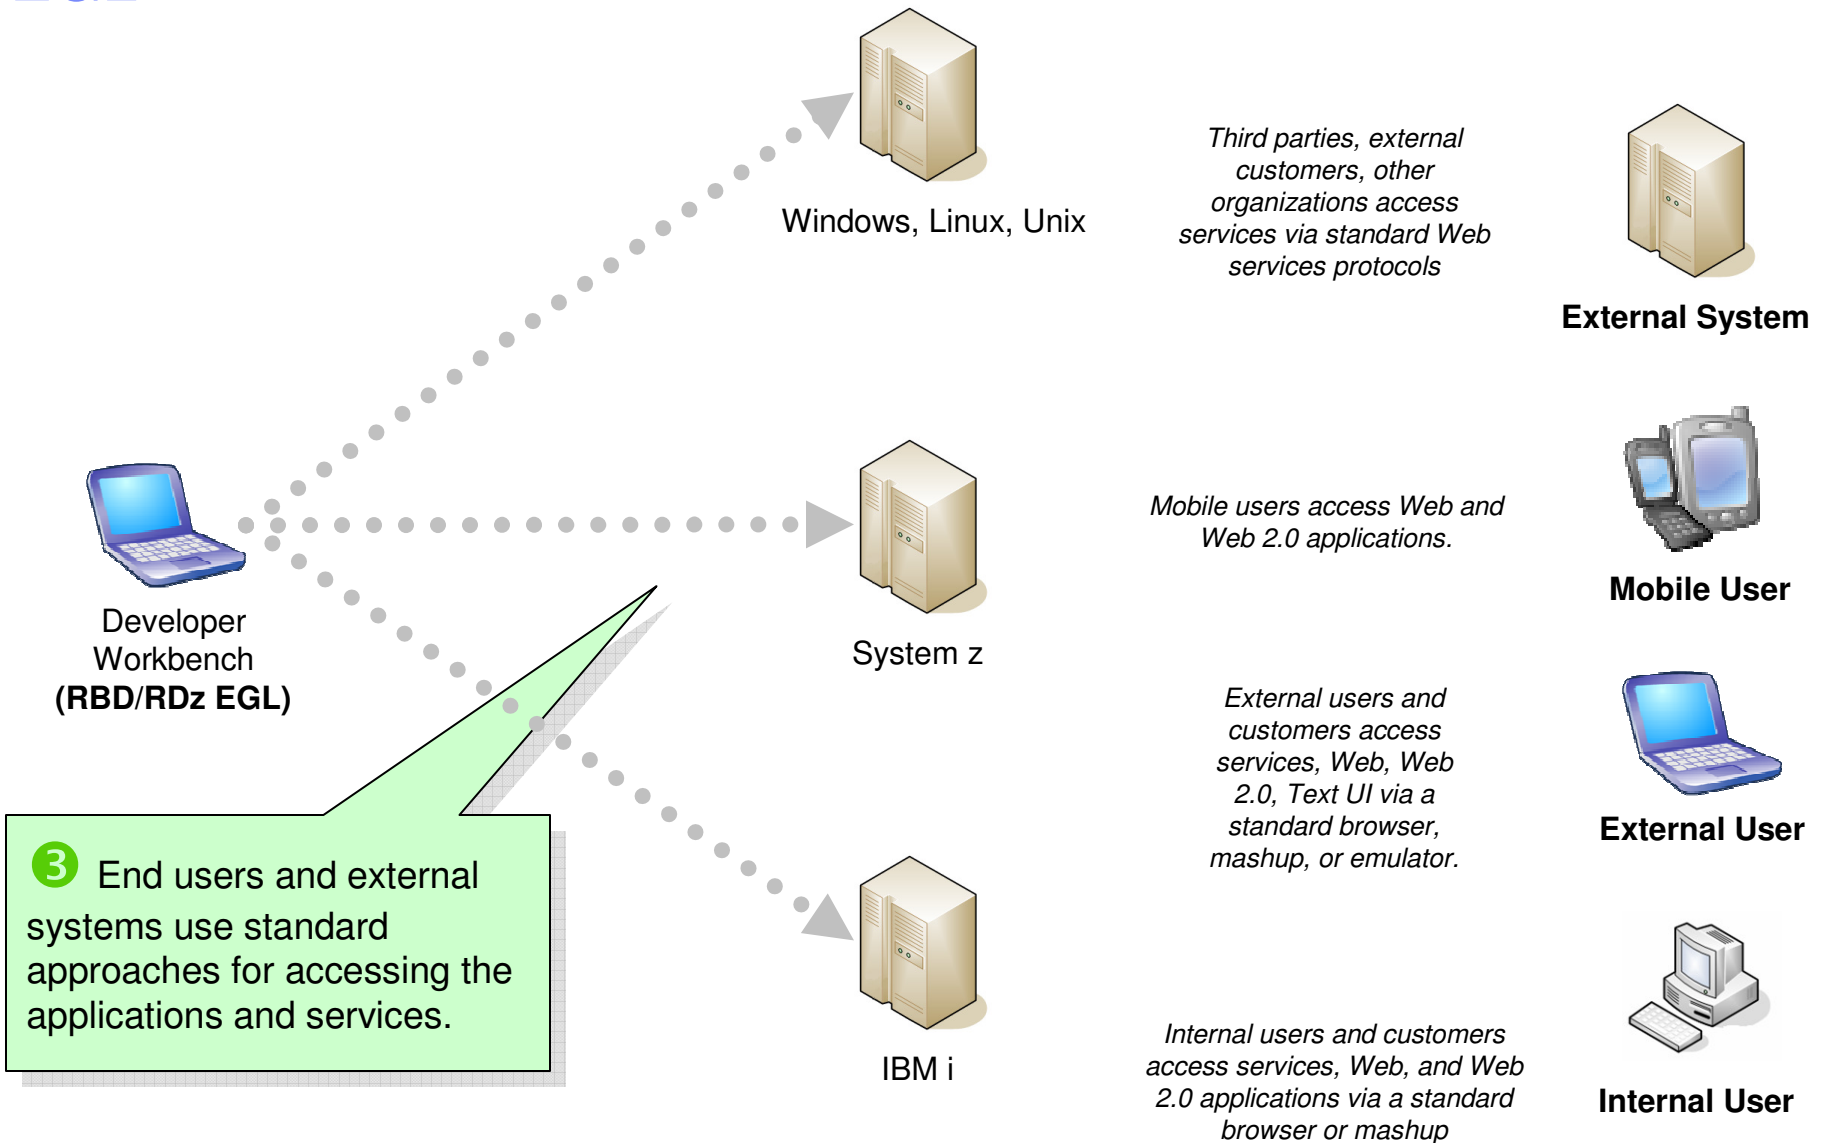 Windows, Linux, Unix
Third parties, external
customers, other
organizations access
services via standard Web
services protocols
External System
Mobile users access Web and
Web 2.0 applications.
Mobile User
Developer
Workbench
(RBD/RDz EGL)
System z
External users and
customers access
services, Web, Web
2.0, Text UI via a
standard browser,
mashup, or emulator.
External User
3 End users and external
systems use standard
approaches for accessing the
applications and services.
IBM i
Internal users and customers
access services, Web, and Web
2.0 applications via a standard
browser or mashup
Internal User